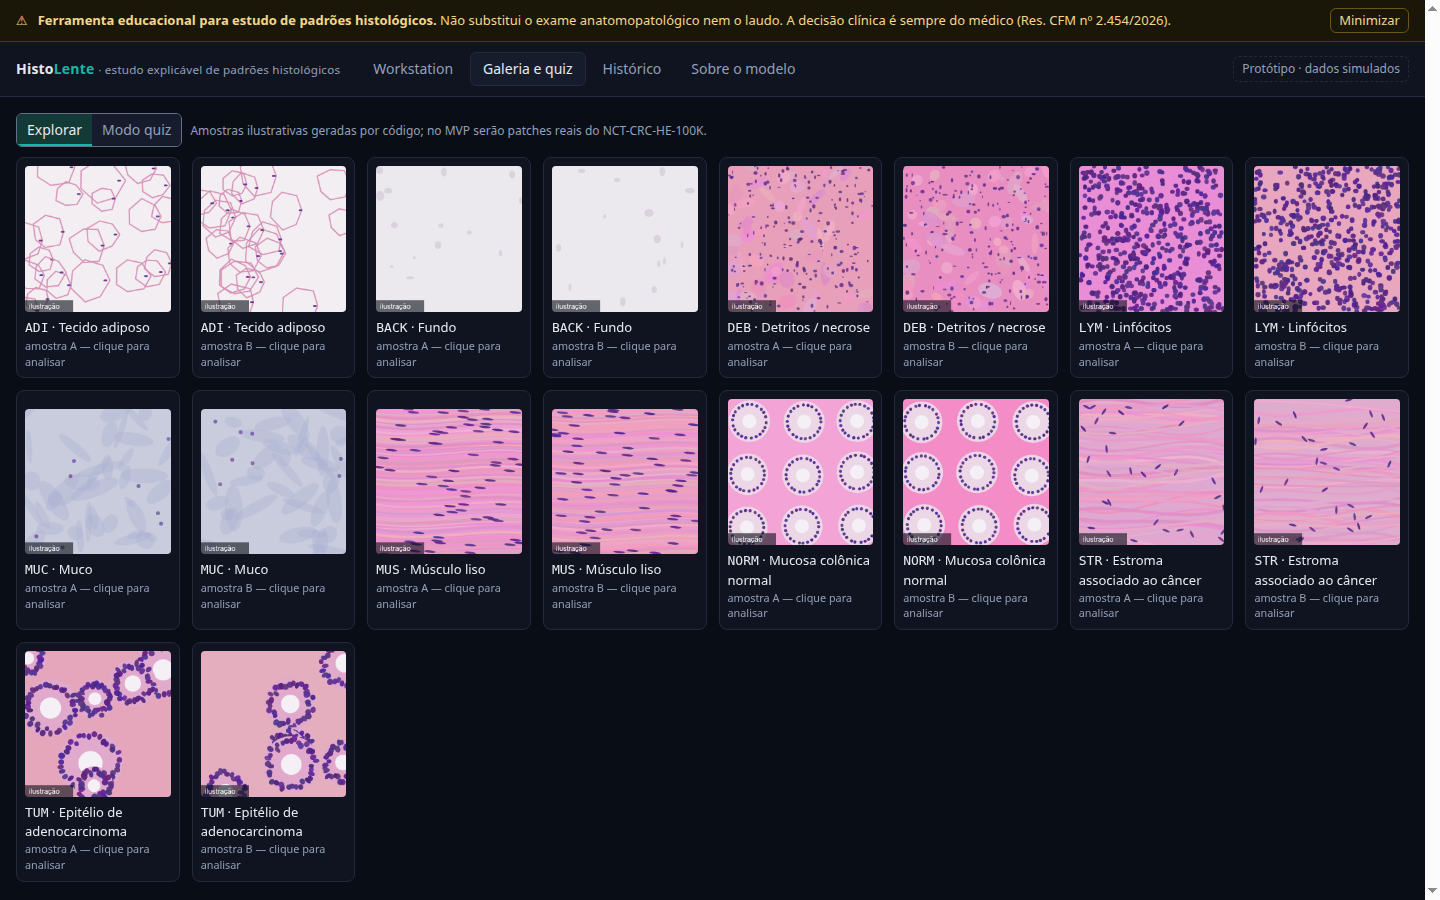 ⚠ Ferramenta educacional para estudo de padrões histológicos. Não substitui o exame anatomopatológico nem o laudo. A decisão clínica é sempre do médico (Res. CFM nº 2.454/2026). Minimizar
HistoLente · estudo explicável de padrões histológicos Workstation Galeria e quiz Histórico Sobre o modelo Protótipo · dados simulados
Explorar Modo quiz Amostras ilustrativas geradas por código; no MVP serão patches reais do NCT-CRC-HE-100K.
ilustração ilustração ilustração ilustração ilustração ilustração ilustração ilustração
ADI · Tecido adiposo ADI · Tecido adiposo BACK · Fundo BACK · Fundo DEB · Detritos / necrose DEB · Detritos / necrose LYM · Linfócitos LYM · Linfócitos
amostra A — clique para amostra B — clique para amostra A — clique para amostra B — clique para amostra A — clique para amostra B — clique para amostra A — clique para amostra B — clique para
analisar analisar analisar analisar analisar analisar analisar analisar
ilustração ilustração ilustração ilustração ilustração ilustração ilustração ilustração
MUC · Muco MUC · Muco MUS · Músculo liso MUS · Músculo liso NORM · Mucosa colônica NORM · Mucosa colônica STR · Estroma STR · Estroma
normal normal associado ao câncer associado ao câncer
amostra A — clique para amostra B — clique para amostra A — clique para amostra B — clique para amostra A — clique para amostra B — clique para amostra A — clique para amostra B — clique para
analisar analisar analisar analisar analisar analisar analisar analisar
ilustração ilustração
TUM · Epitélio de TUM · Epitélio de
adenocarcinoma adenocarcinoma
amostra A — clique para amostra B — clique para
analisar analisar